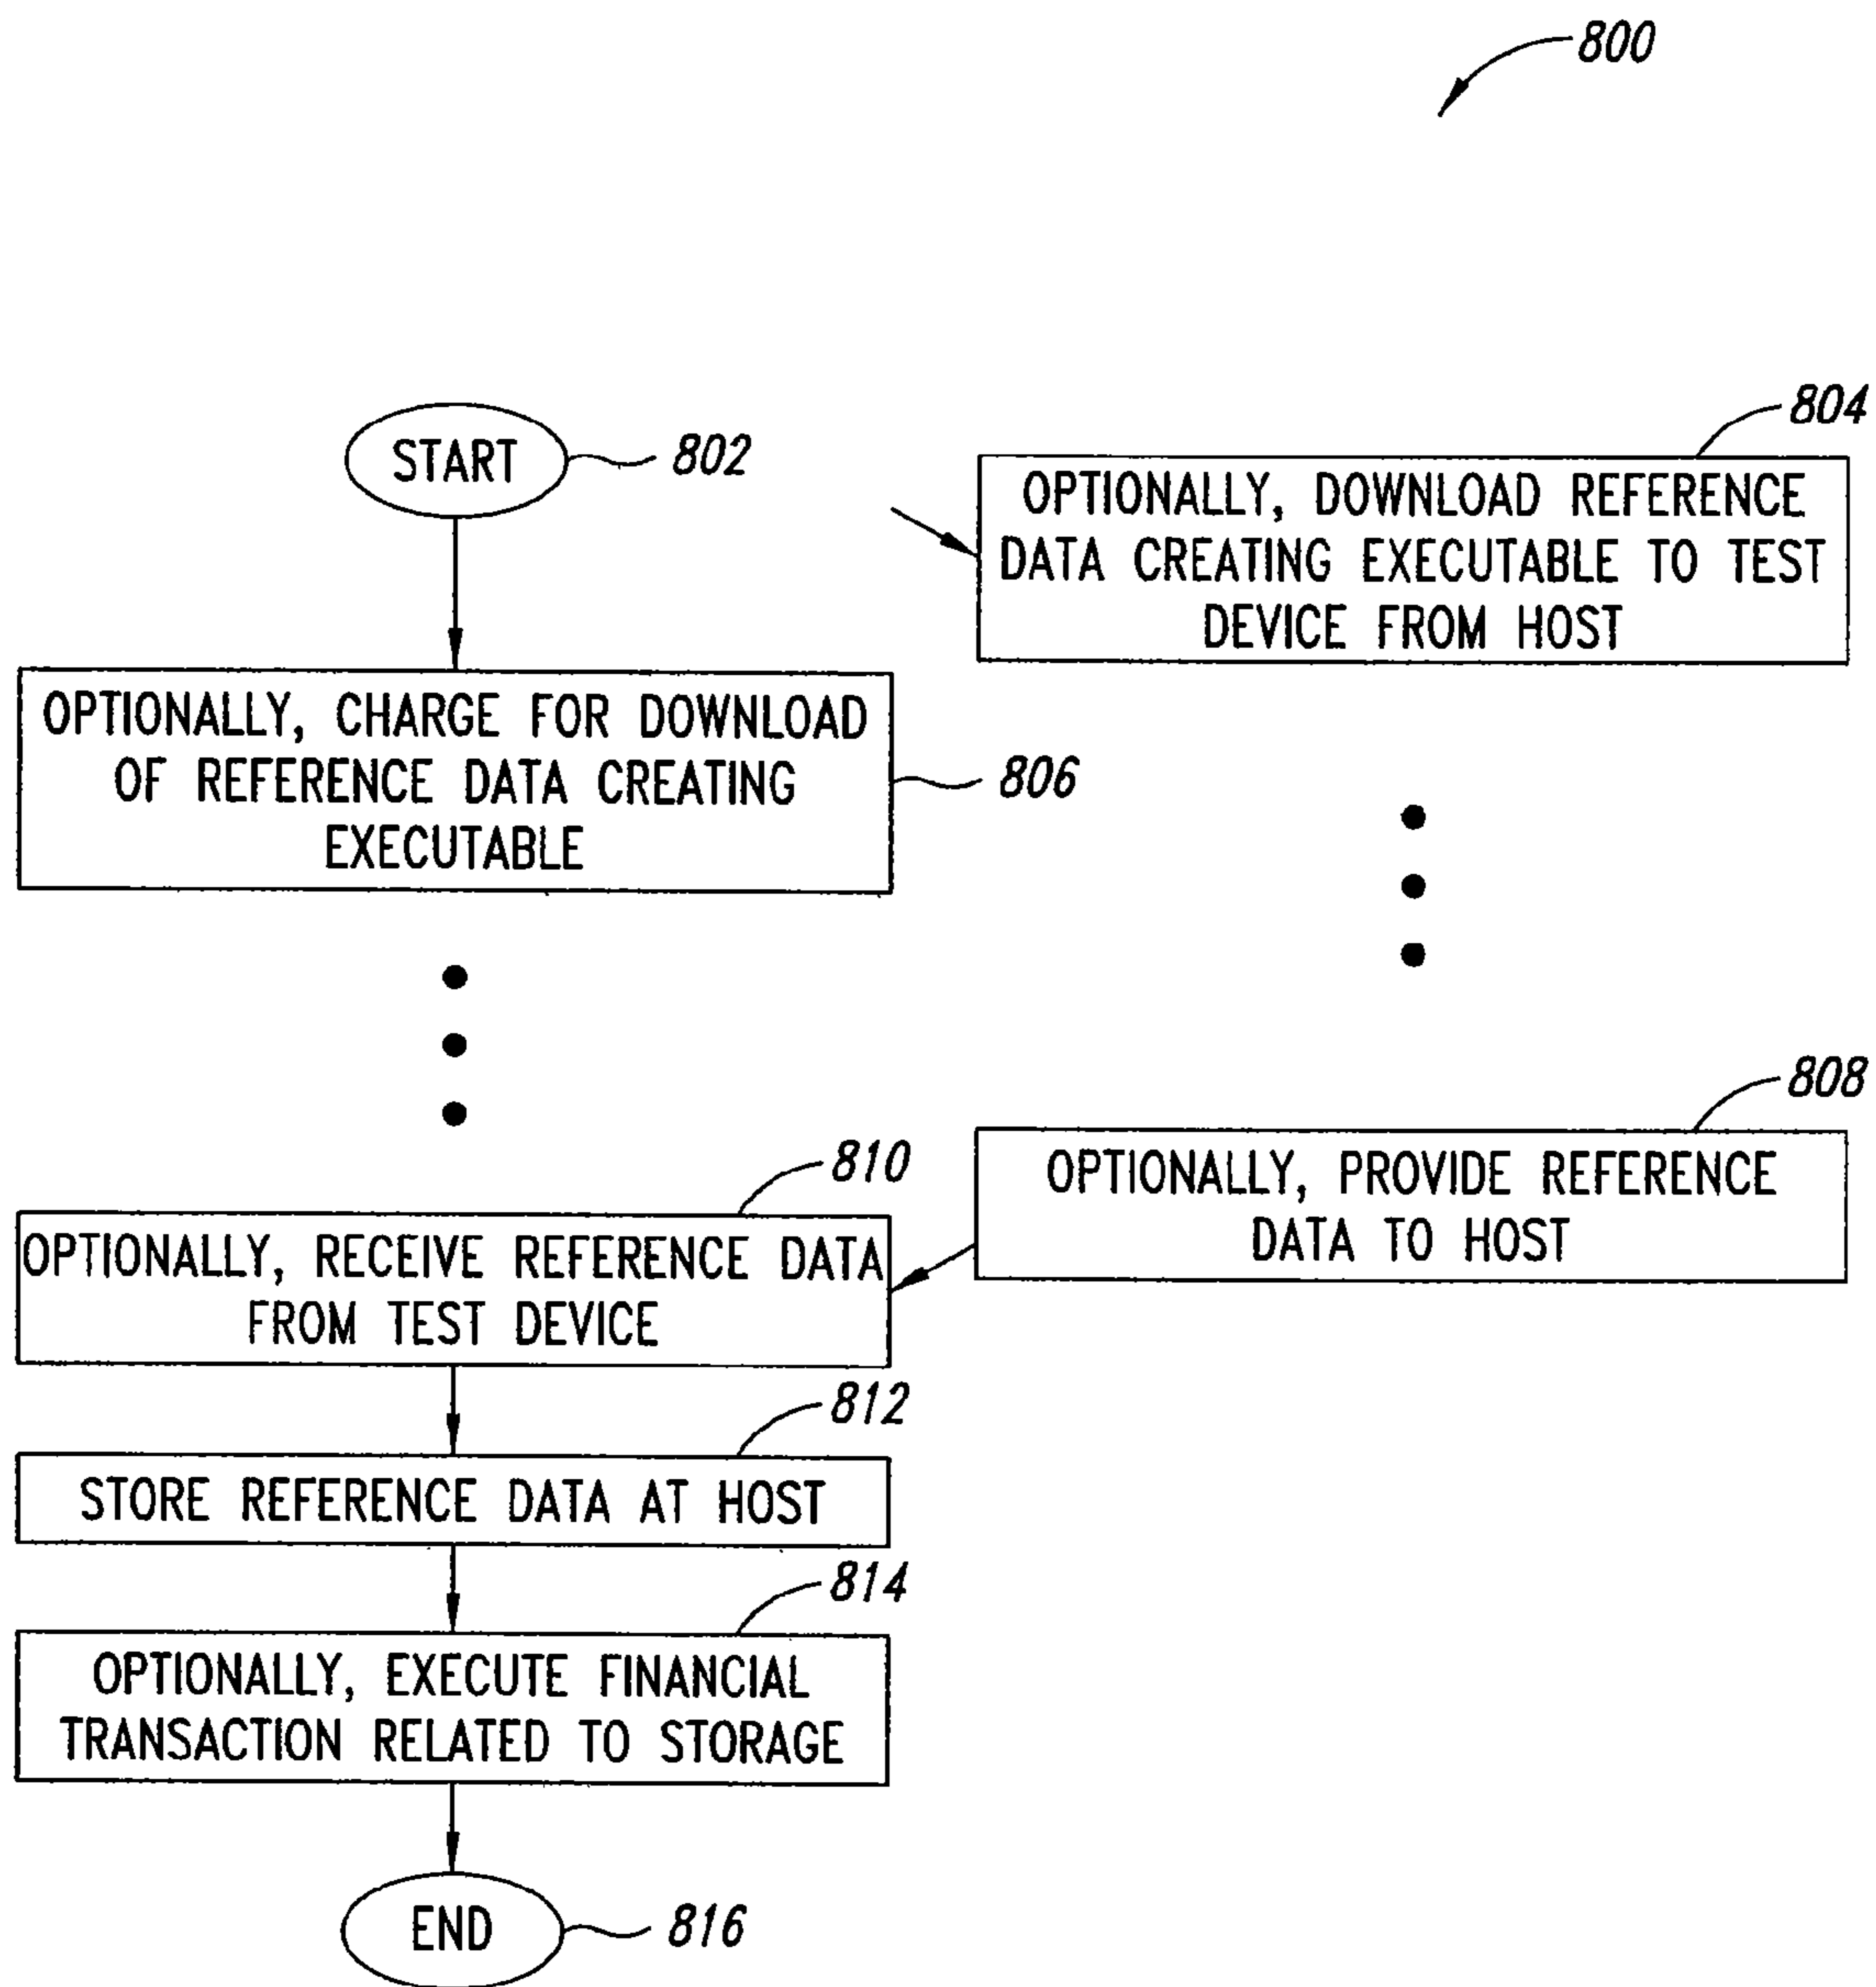 800
START
802
804
OPTIONALLY, DOWNLOAD REFERENCE
DATA CREATING EXECUTABLE TO TEST
DEVICE FROM HOST
OPTIONALLY, CHARGE FOR DOWNLOAD
OF REFERENCE DATA CREATING
EXECUTABLE
806
808
OPTIONALLY, PROVIDE REFERENCE
DATA TO HOST
810
OPTIONALLY, RECEIVE REFERENCE DATA
FROM TEST DEVICE
812
STORE REFERENCE DATA AT HOST
814
OPTIONALLY, EXECUTE FINANCIAL
TRANSACTION RELATED TO STORAGE
END
816